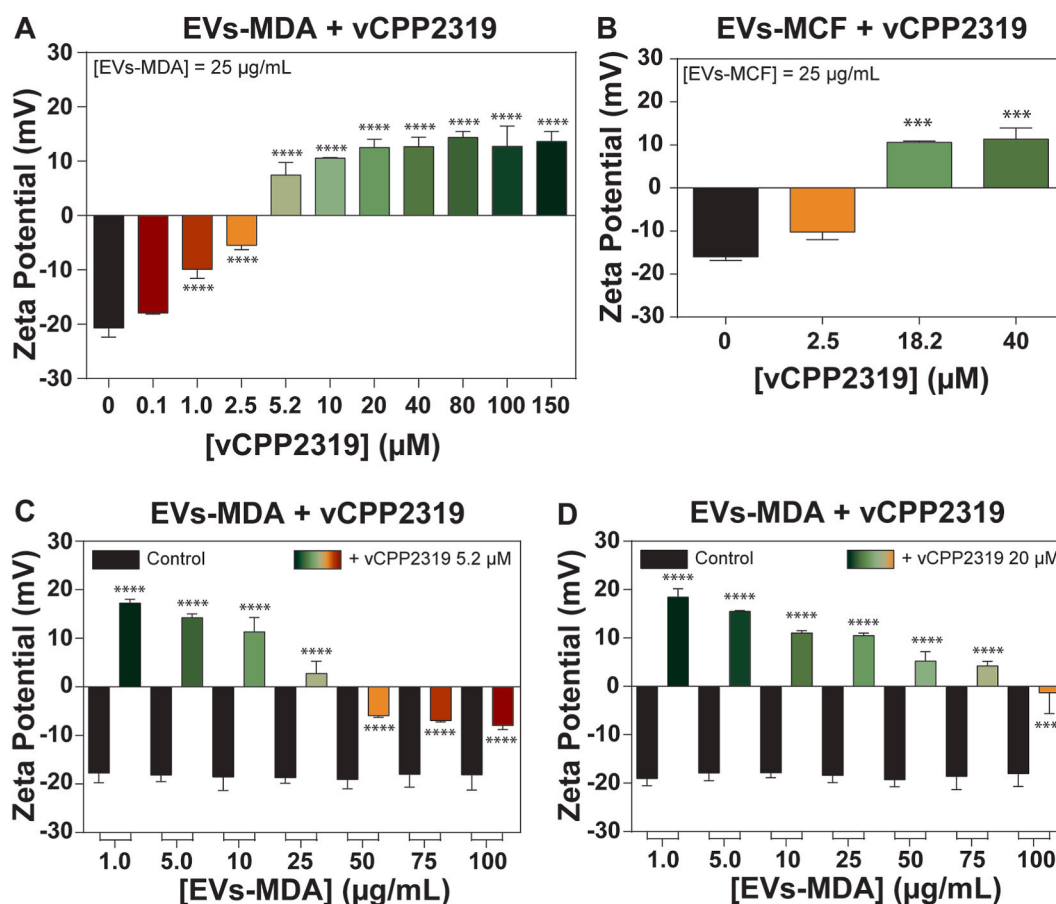 A
EVs-MDA + vCPP2319
[EVs-MDA] = 25 µg/mL
Zeta Potential (mV)
30
20
10
0
-10
-20
-30
**** **** **** **** **** **** ****
**** ****
0 0.1 1.0 2.5 5.2 10 20 40 80 100 150
[vCPP2319] (µM)
B
EVs-MCF + vCPP2319
[EVs-MCF] = 25 µg/mL
Zeta Potential (mV)
30
20
10
0
-10
-20
-30
*** ***
0 2.5 18.2 40
[vCPP2319] (µM)
C
EVs-MDA + vCPP2319
Control + vCPP2319 5.2 µM
Zeta Potential (mV)
30
20
10
0
-10
-20
-30
**** **** **** ****
**** **** ****
1.0 5.0 10 25 50 75 100
[EVs-MDA] (µg/mL)
D
EVs-MDA + vCPP2319
Control + vCPP2319 20 µM
Zeta Potential (mV)
30
20
10
0
-10
-20
-30
**** **** **** **** **** ****
***
1.0 5.0 10 25 50 75 100
[EVs-MDA] (µg/mL)